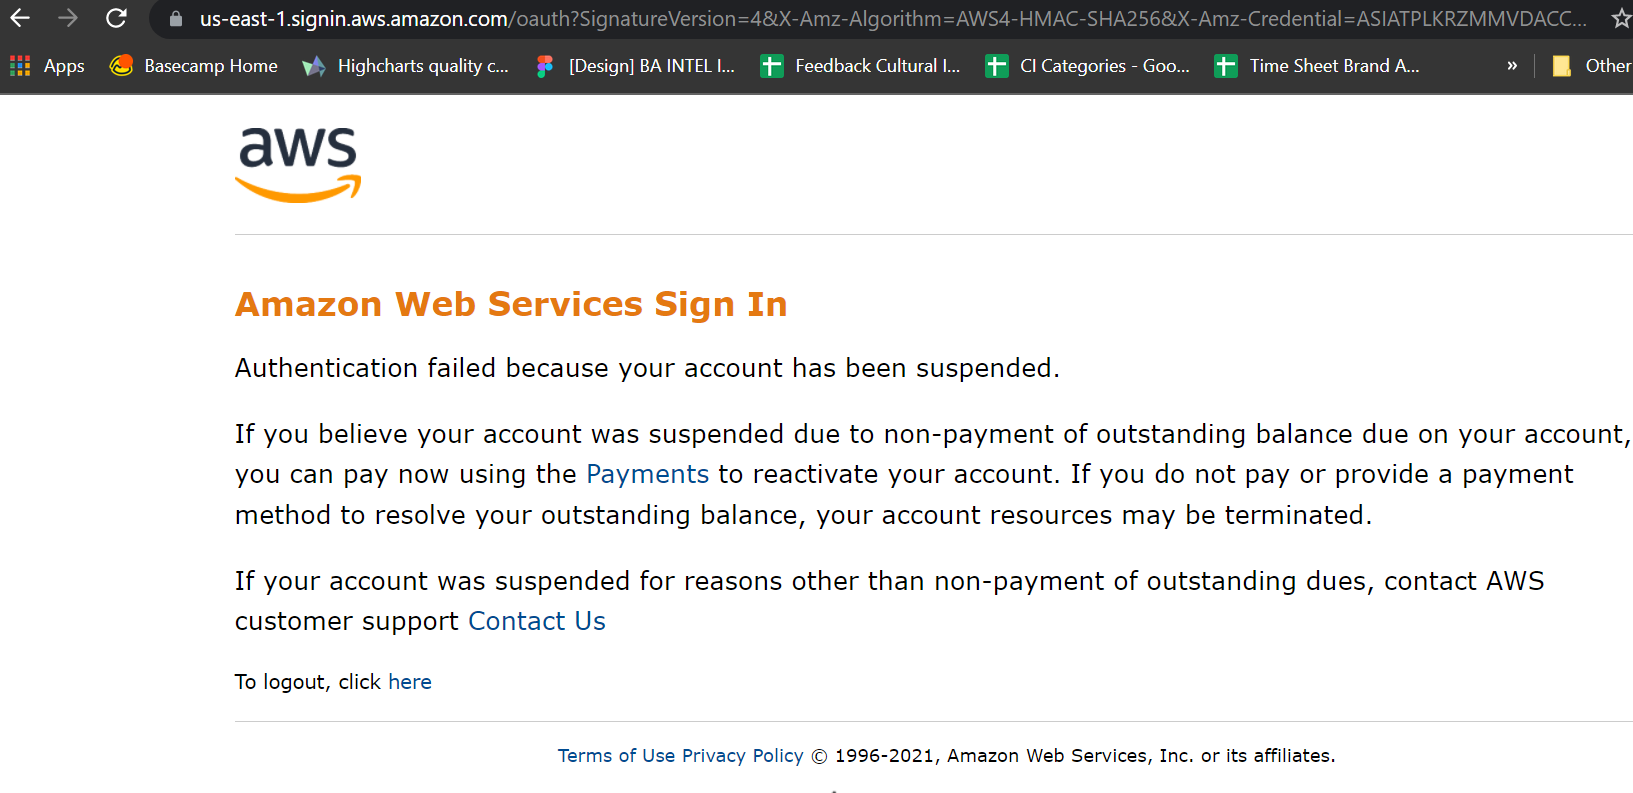 us-east-1.signin.aws.amazon.com/oauth?SignatureVersion=4&X-Amz-Algorithm=AWS4-HMAC-SHA256&X-Amz-Credential=ASIATPLKRZMMVDACC...
Apps Basecamp Home Highcharts quality c... [Design] BA INTEL I... Feedback Cultural I... CI Categories - Goo... Time Sheet Brand A... » Other
aws
Amazon Web Services Sign In
Authentication failed because your account has been suspended.
If you believe your account was suspended due to non-payment of outstanding balance due on your account,
you can pay now using the Payments to reactivate your account. If you do not pay or provide a payment
method to resolve your outstanding balance, your account resources may be terminated.
If your account was suspended for reasons other than non-payment of outstanding dues, contact AWS
customer support Contact Us
To logout, click here
Terms of Use Privacy Policy © 1996-2021, Amazon Web Services, Inc. or its affiliates.